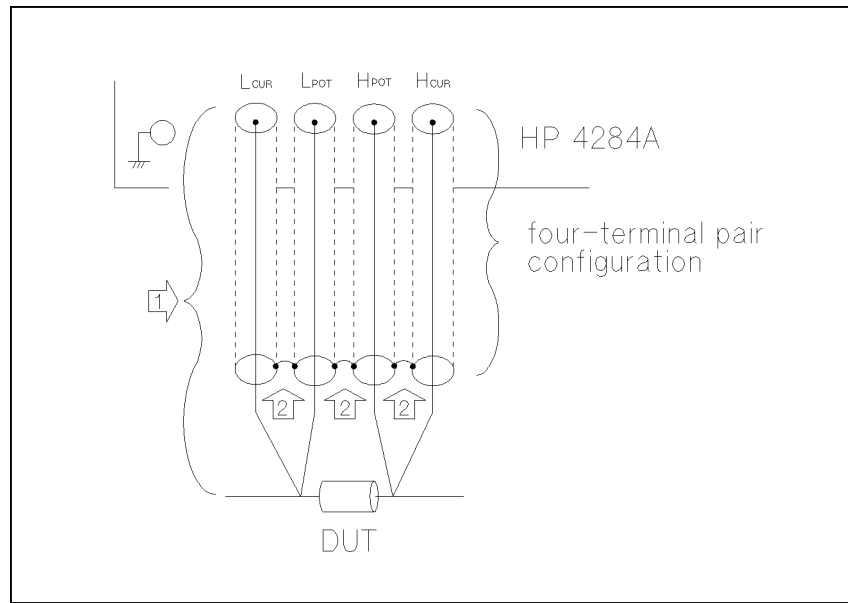 LCUR LPOT HPOT HCUR
HP 4284A
four-terminal pair
configuration
1
2 2 2
DUT